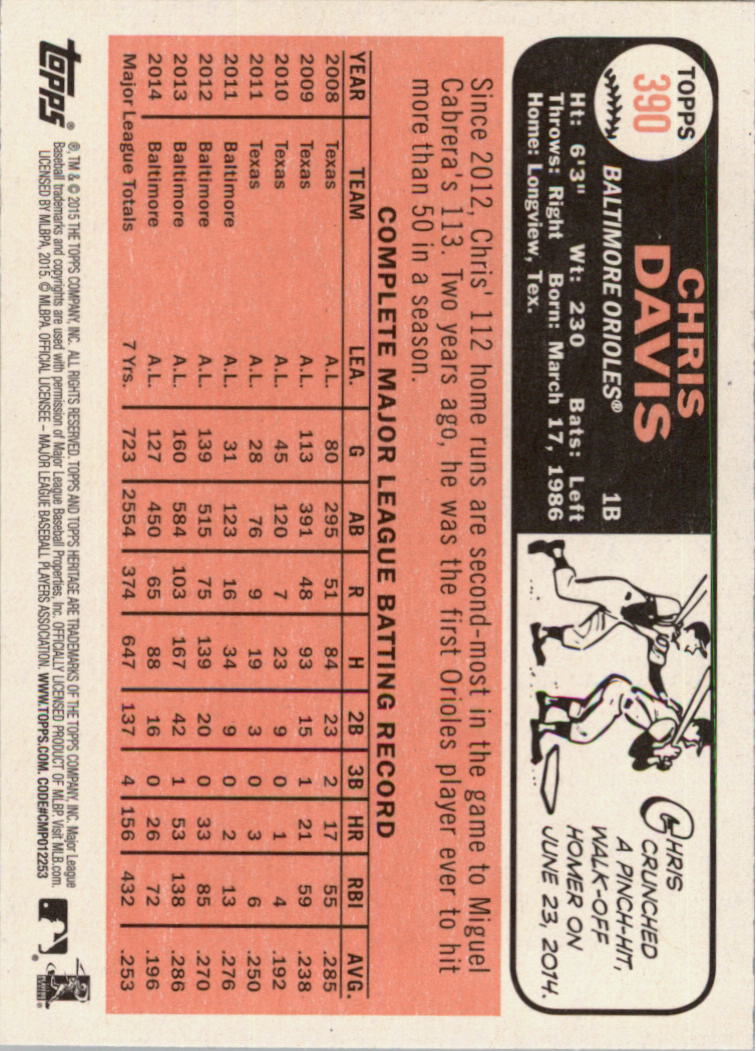 TOPPS
390
CHRIS
DAVIS
BALTIMORE ORIOLES® 1B
Ht: 6'3" Wt: 230 Bats: Left
Throws: Right Born: March 17, 1986
Home: Longview, Tex.
CHRIS
CRUNCHED
A PINCH-HIT,
WALK-OFF
HOMER ON
JUNE 23, 2014.
Since 2012, Chris' 112 home runs are second-most in the game to Miguel
Cabrera's 113. Two years ago, he was the first Orioles player ever to hit
more than 50 in a season.
COMPLETE MAJOR LEAGUE BATTING RECORD
YEAR TEAM LEA. G AB R H 2B 3B HR RBI AVG.
2008 Texas A.L. 80 295 51 84 23 2 17 55 .285
2009 Texas A.L. 113 391 48 93 15 1 21 59 .238
2010 Texas A.L. 45 120 7 23 9 0 1 4 .192
2011 Texas A.L. 28 76 9 19 3 0 3 6 .250
2011 Baltimore A.L. 31 123 16 34 9 0 2 13 .276
2012 Baltimore A.L. 139 515 75 139 20 0 33 85 .270
2013 Baltimore A.L. 160 584 103 167 42 1 53 138 .286
2014 Baltimore A.L. 127 450 65 88 16 0 26 72 .196
Major League Totals 7 Yrs. 723 2554 374 647 137 4 156 432 .253
topps®
®, TM & © 2015 THE TOPPS COMPANY, INC. ALL RIGHTS RESERVED. TOPPS AND TOPPS HERITAGE ARE TRADEMARKS OF THE TOPPS COMPANY, INC. Major League
Baseball trademarks and copyrights are used with permission of Major League Baseball Properties, Inc. OFFICIALLY LICENSED PRODUCT OF MLBP. Visit MLB.com.
LICENSED BY MLBPA, 2015. © MLBPA. OFFICIAL LICENSEE – MAJOR LEAGUE BASEBALL PLAYERS ASSOCIATION. WWW.TOPPS.COM. CODE#CMP012253